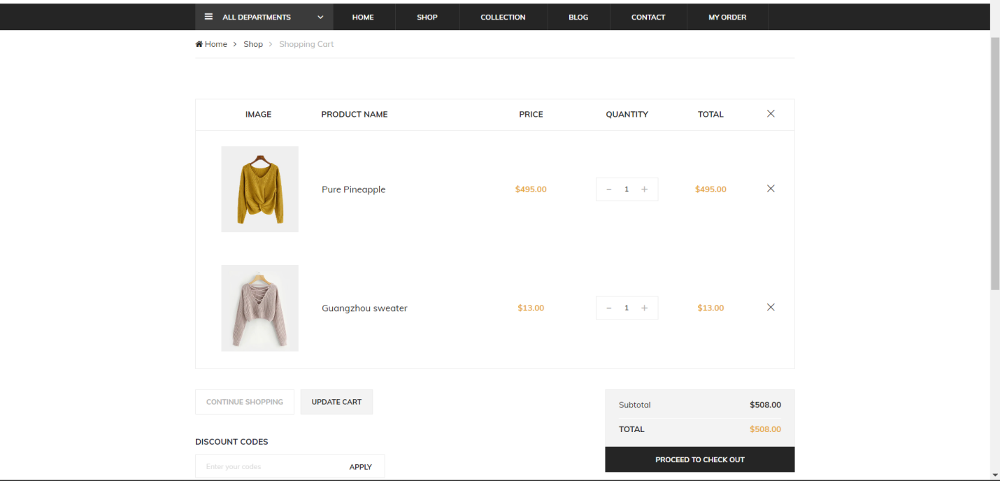 ALL DEPARTMENTS HOME SHOP COLLECTION BLOG CONTACT MY ORDER
Home > Shop > Shopping Cart
IMAGE PRODUCT NAME PRICE QUANTITY TOTAL
Pure Pineapple $495.00 - 1 + $495.00
Guangzhou sweater $13.00 - 1 + $13.00
CONTINUE SHOPPING UPDATE CART
Subtotal $508.00
TOTAL $508.00
DISCOUNT CODES
Enter your codes APPLY
PROCEED TO CHECK OUT